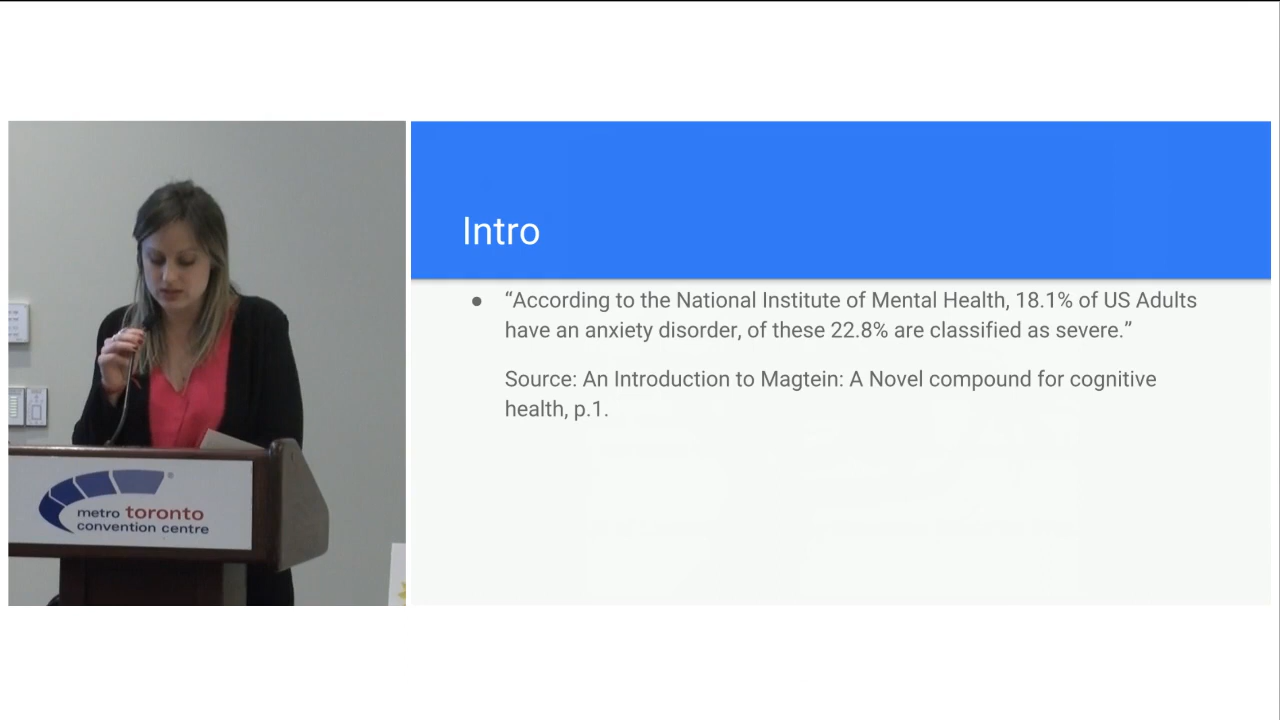 Intro
● “According to the National Institute of Mental Health, 18.1% of US Adults
have an anxiety disorder, of these 22.8% are classified as severe.”
Source: An Introduction to Magtein: A Novel compound for cognitive
health, p.1.
metro toronto
convention centre
®